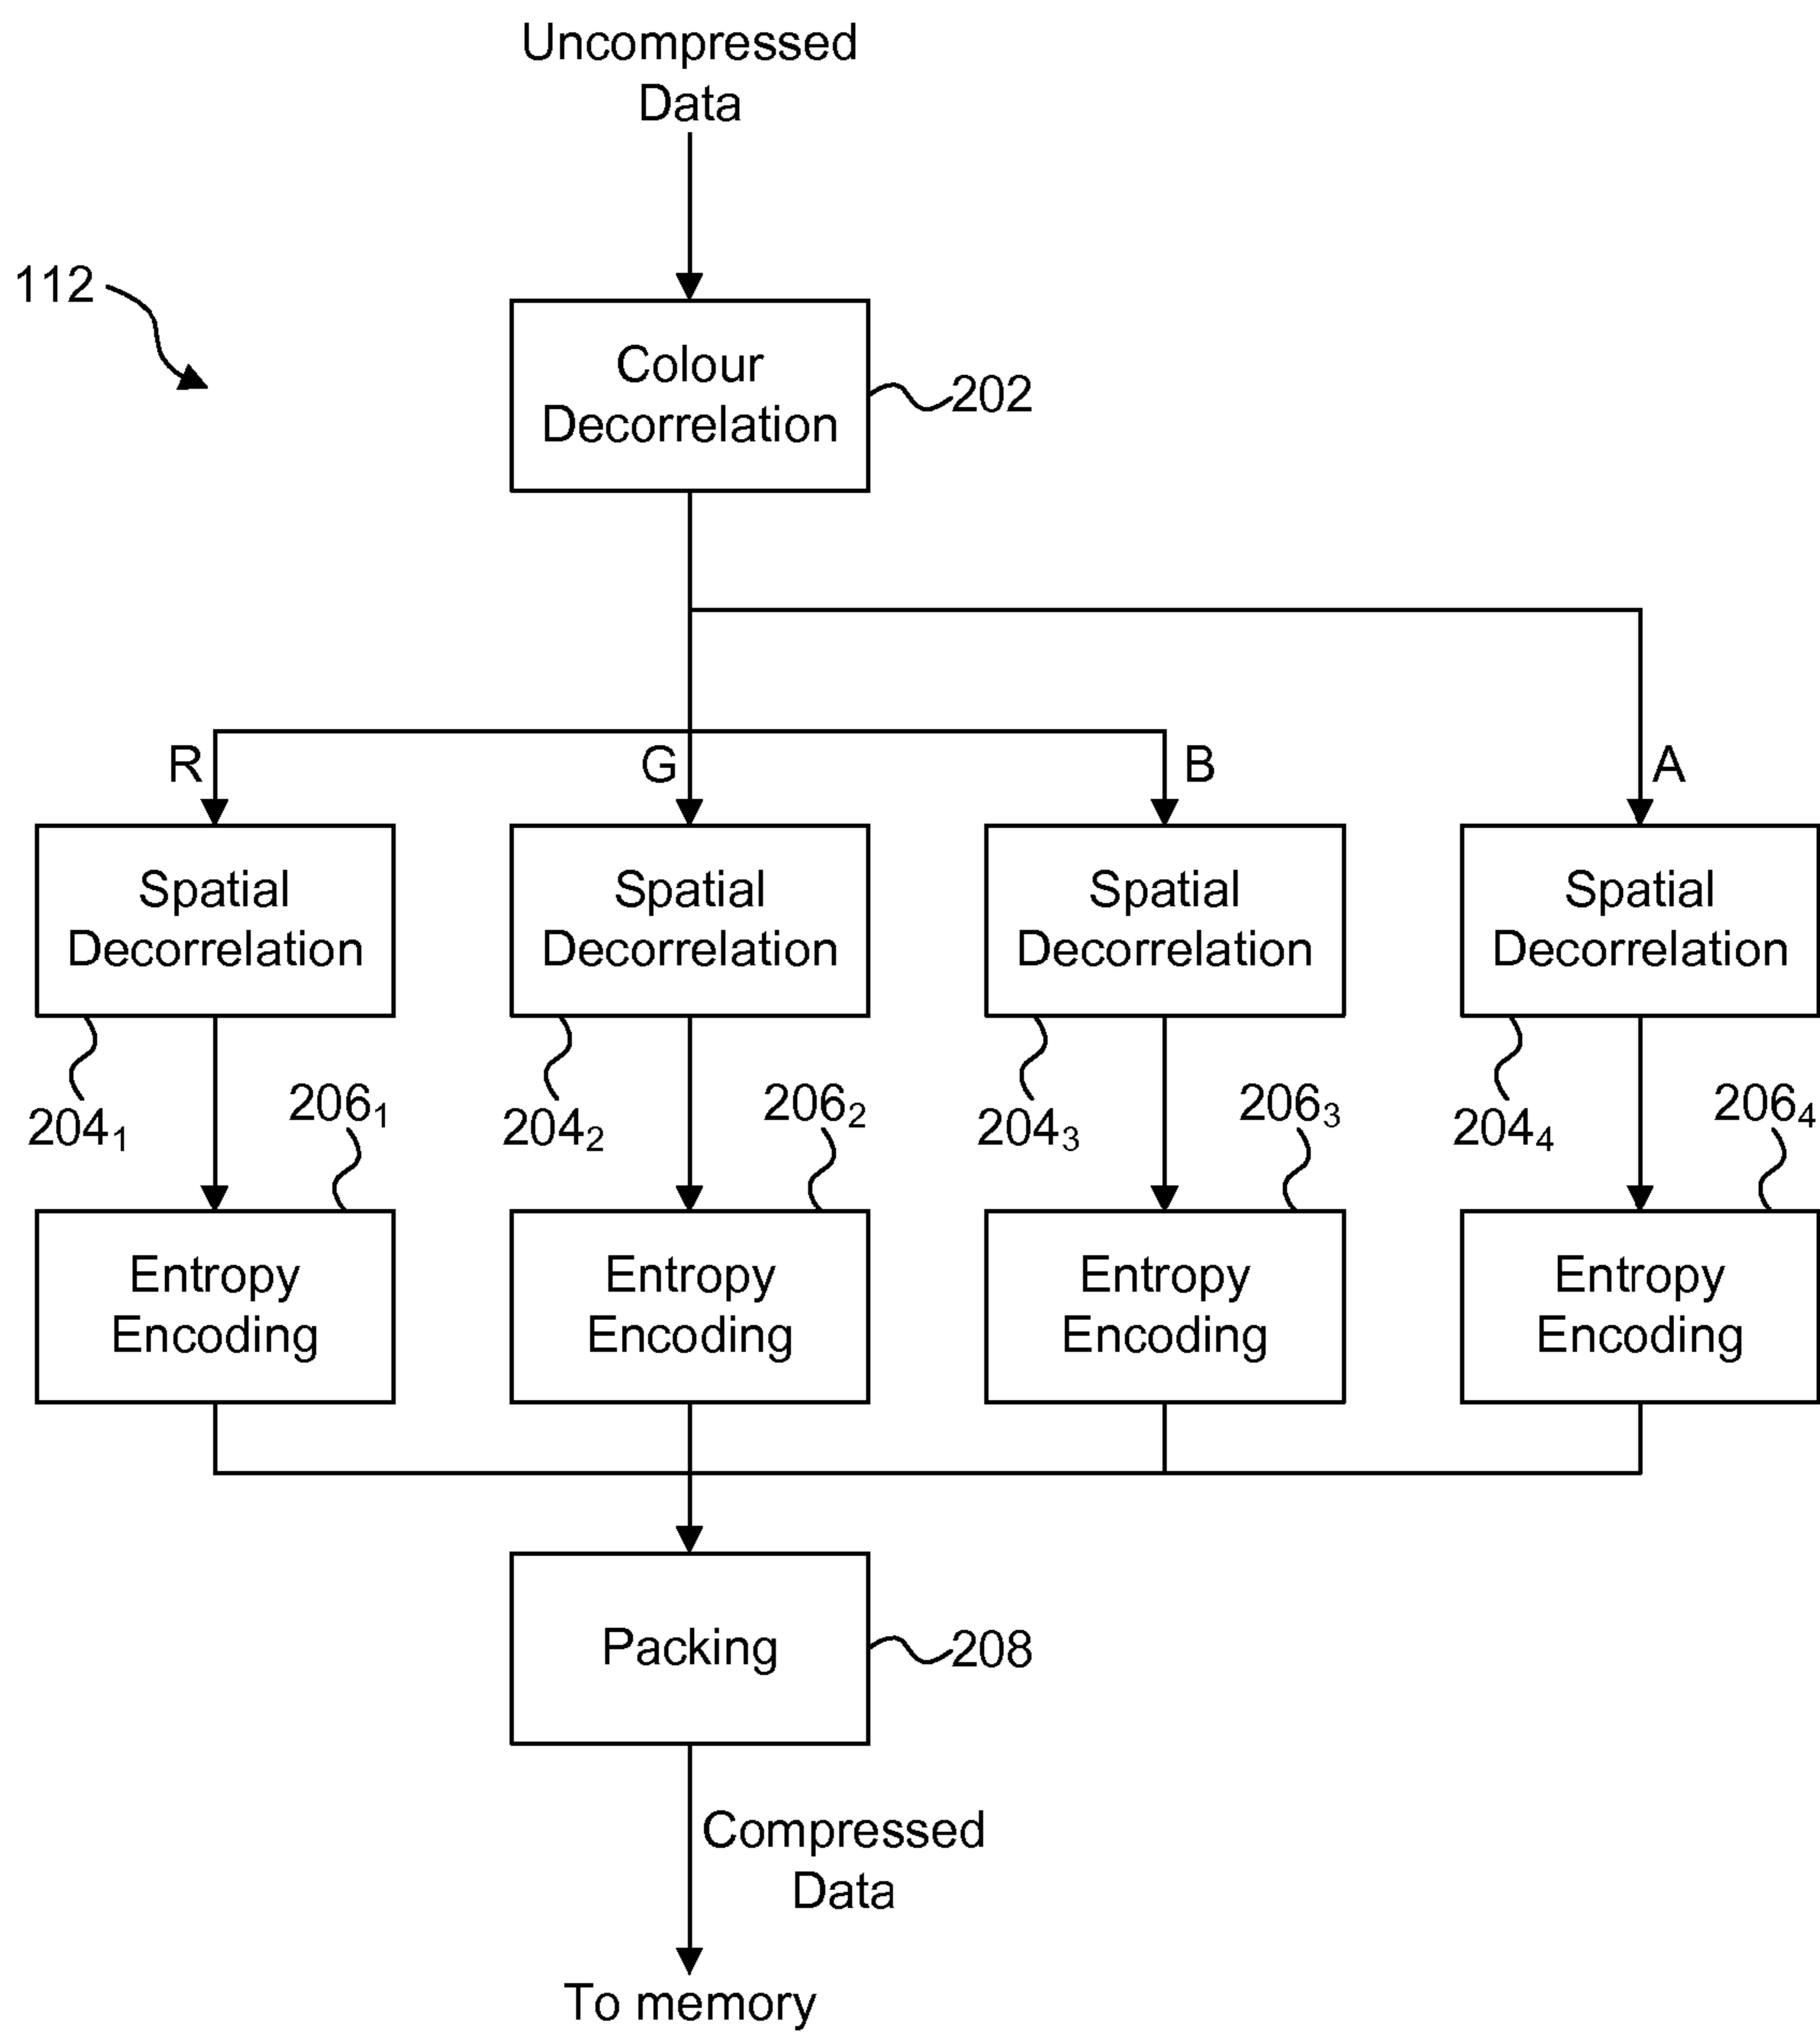 Uncompressed
Data
112
Colour
Decorrelation
202
R
G
B
A
Spatial
Decorrelation
Spatial
Decorrelation
Spatial
Decorrelation
Spatial
Decorrelation
204₁
206₁
204₂
206₂
204₃
206₃
204₄
206₄
Entropy
Encoding
Entropy
Encoding
Entropy
Encoding
Entropy
Encoding
Packing
208
Compressed
Data
To memory